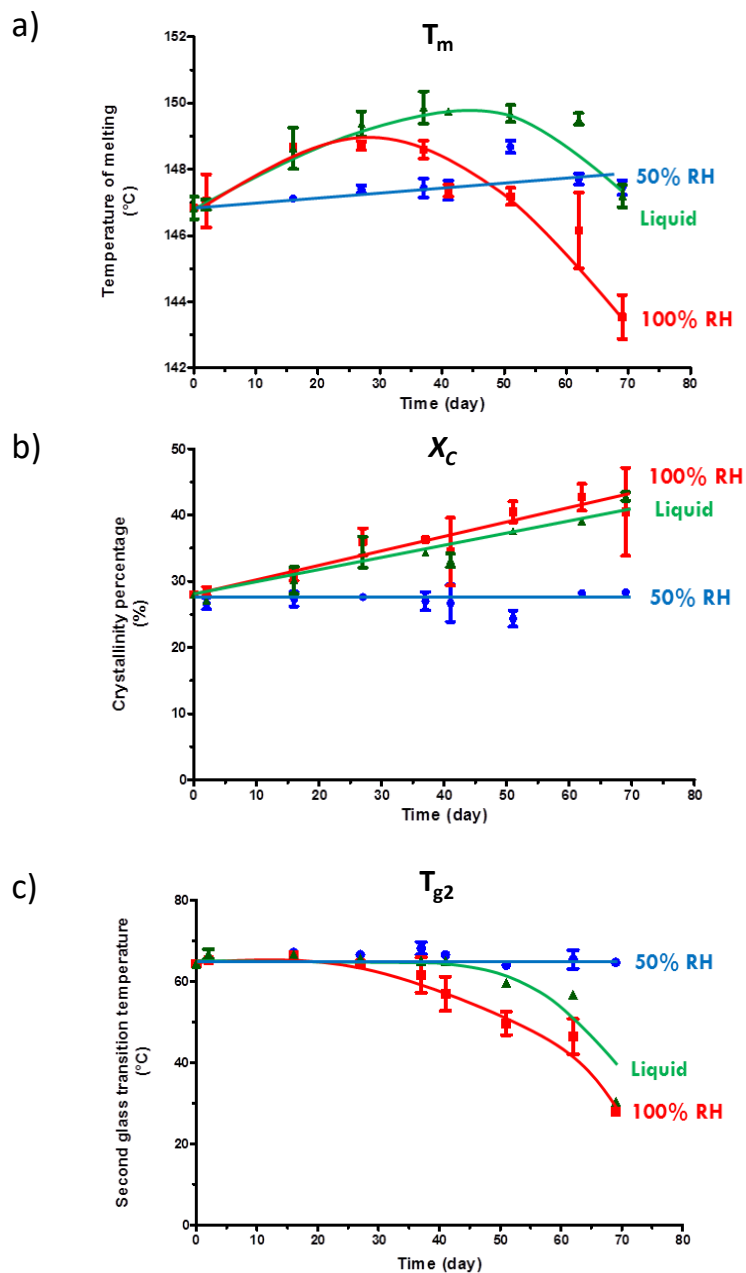 a)
T_m
152
150
148
146
144
142
Temperature of melting
(°C)
50% RH
Liquid
100% RH
0 10 20 30 40 50 60 70 80
Time (day)
b)
X_C
50
40
30
20
10
0
Crystallinity percentage
(%)
100% RH
Liquid
50% RH
0 10 20 30 40 50 60 70 80
Time (day)
c)
T_g2
80
60
40
20
0
Second glass transition temperature
(°C)
50% RH
Liquid
100% RH
0 10 20 30 40 50 60 70 80
Time (day)